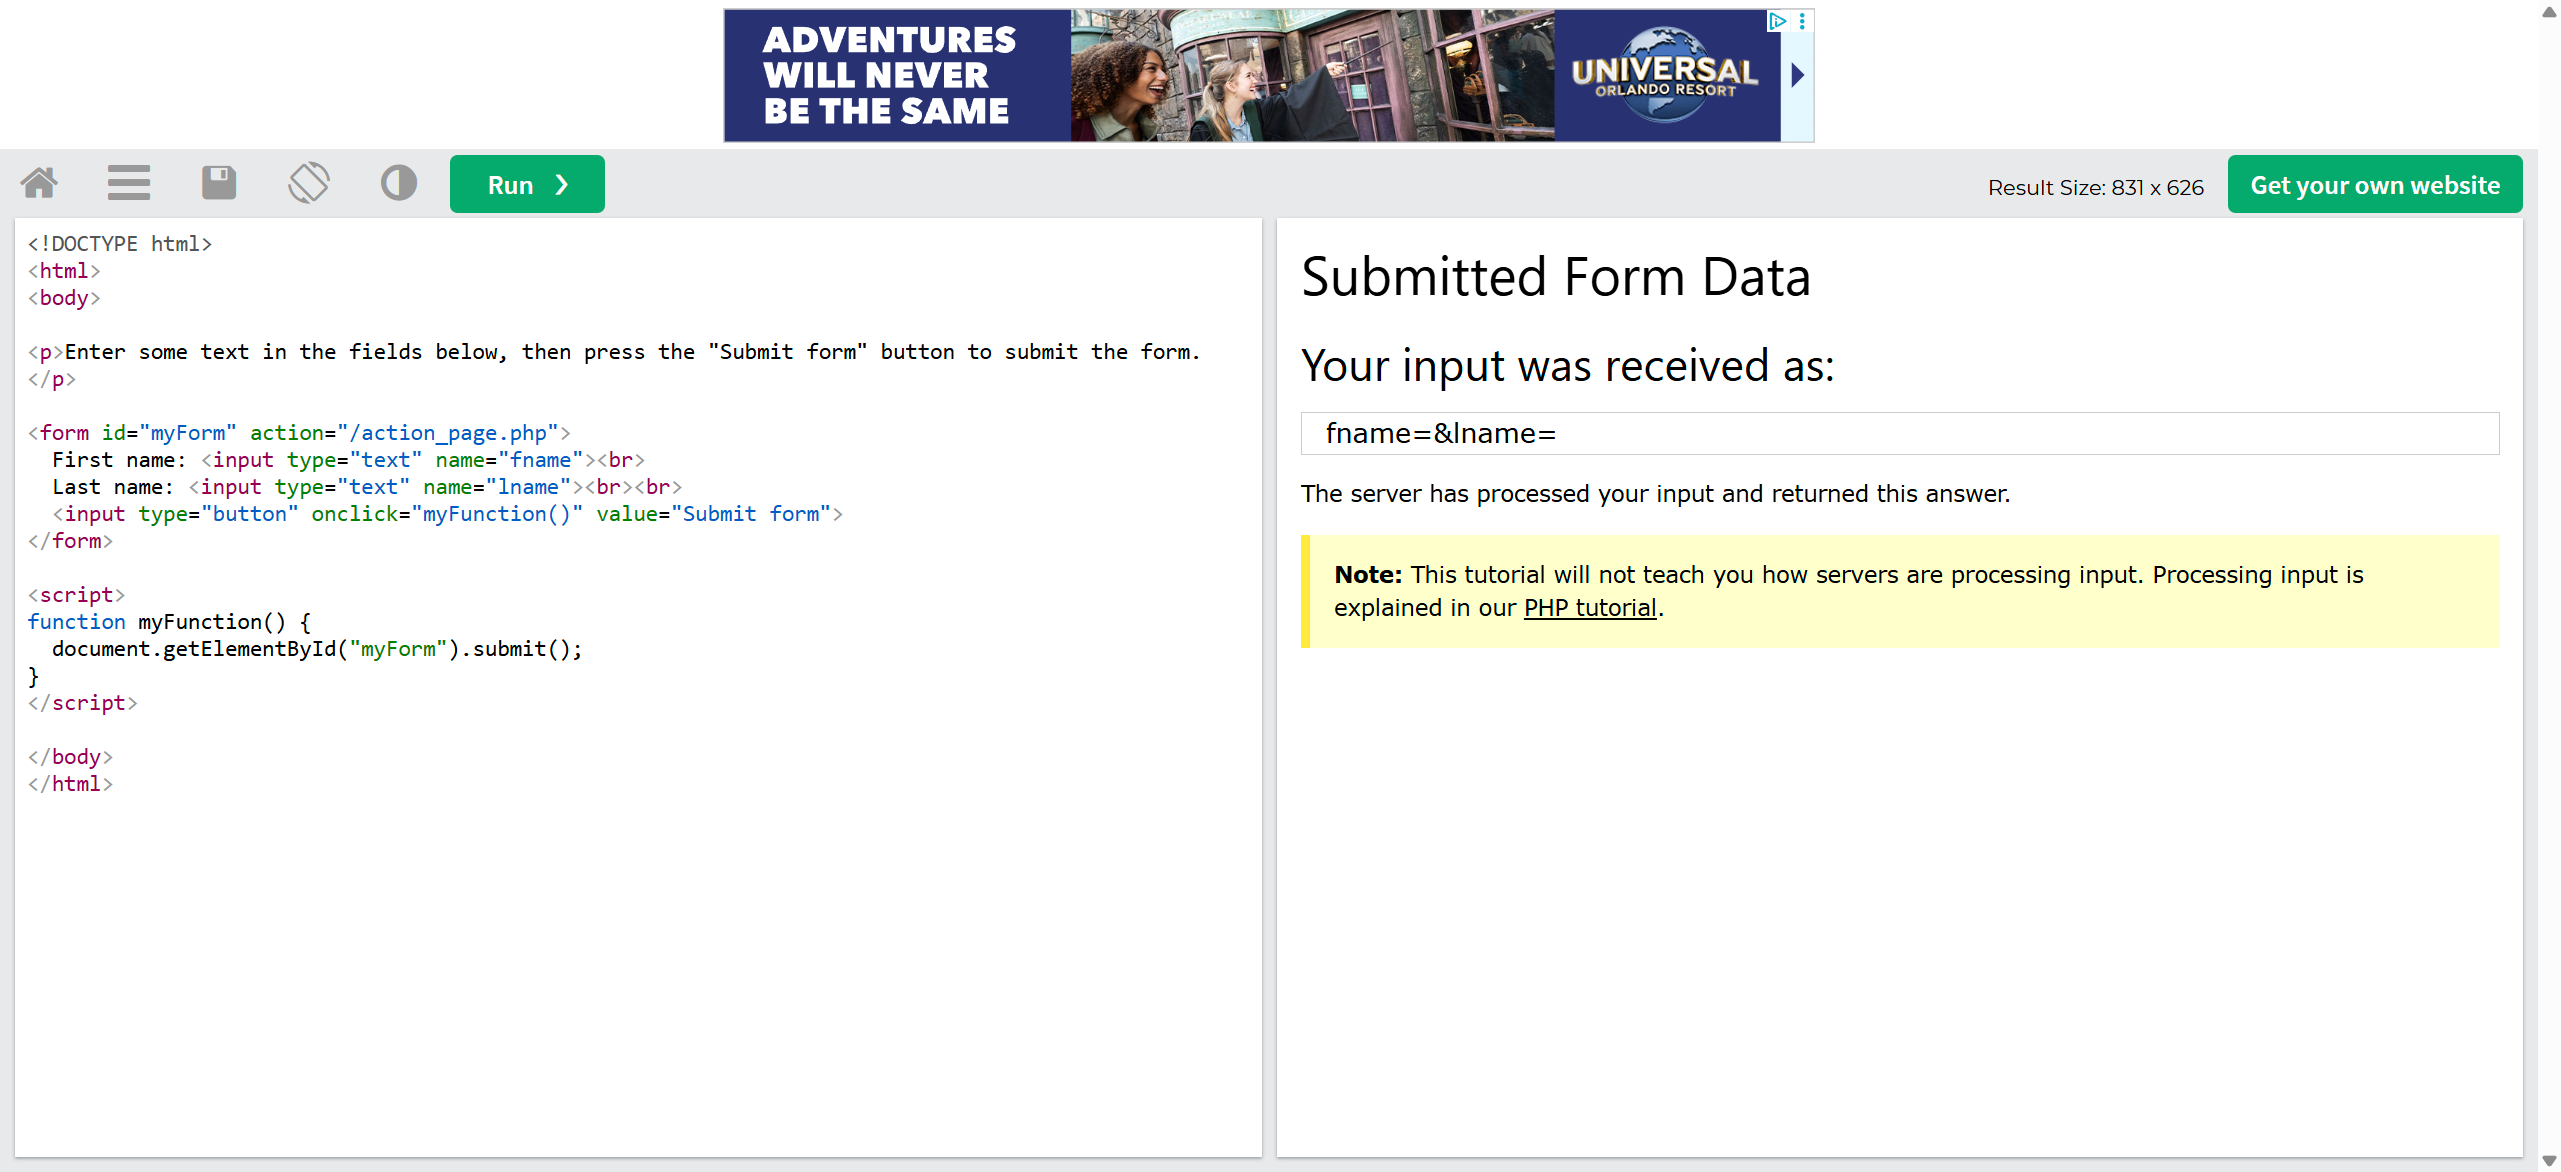 ADVENTURES
WILL NEVER
BE THE SAME
UNIVERSAL
ORLANDO RESORT
Run ❯
Result Size: 831 x 626
Get your own website
<!DOCTYPE html>
<html>
<body>
<p>Enter some text in the fields below, then press the "Submit form" button to submit the form.
</p>
<form id="myForm" action="/action_page.php">
First name: <input type="text" name="fname"><br>
Last name: <input type="text" name="lname"><br><br>
<input type="button" onclick="myFunction()" value="Submit form">
</form>
<script>
function myFunction() {
document.getElementById("myForm").submit();
}
</script>
</body>
</html>
Submitted Form Data
Your input was received as:
fname=&lname=
The server has processed your input and returned this answer.
Note: This tutorial will not teach you how servers are processing input. Processing input is
explained in our PHP tutorial.